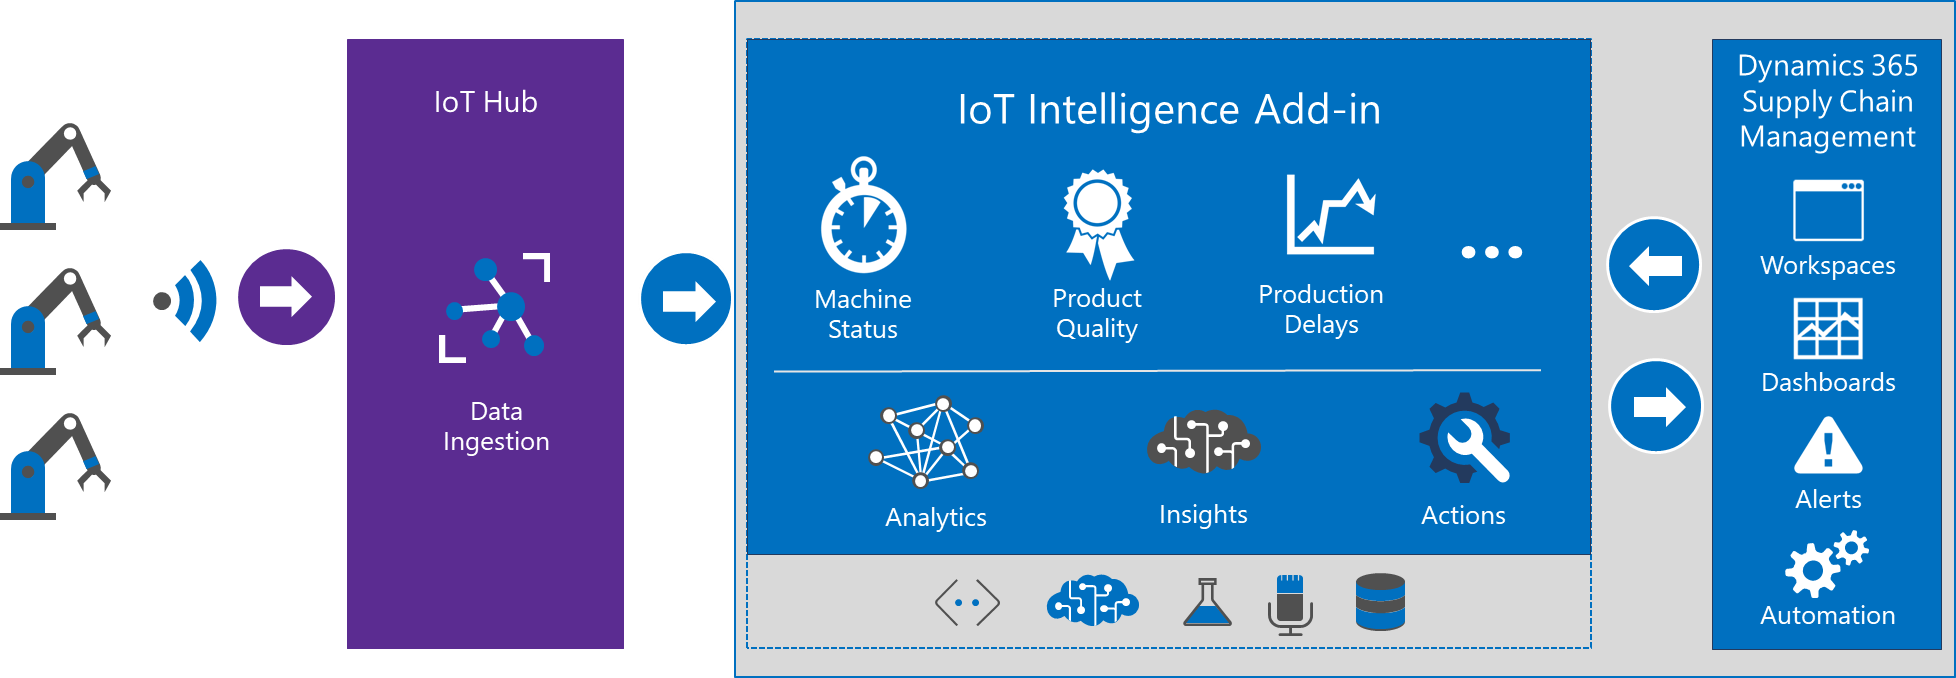 IoT Hub
Data
Ingestion
IoT Intelligence Add-in
Machine
Status
Product
Quality
Production
Delays
Analytics
Insights
Actions
Dynamics 365
Supply Chain
Management
Workspaces
Dashboards
Alerts
Automation